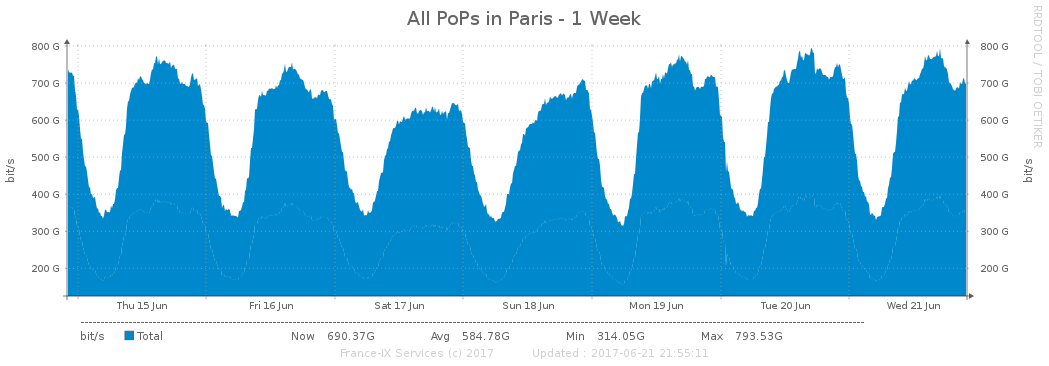 All PoPs in Paris - 1 Week
RRDTOOL / TOBI OETIKER
800 G 800 G
700 G 700 G
600 G 600 G
500 G 500 G
400 G 400 G
300 G 300 G
200 G 200 G
bit/s bit/s
Thu 15 Jun Fri 16 Jun Sat 17 Jun Sun 18 Jun Mon 19 Jun Tue 20 Jun Wed 21 Jun
bit/s Total Now 690.37G Avg 584.78G Min 314.05G Max 793.53G
France-IX Services (c) 2017 Updated : 2017-06-21 21:55:11